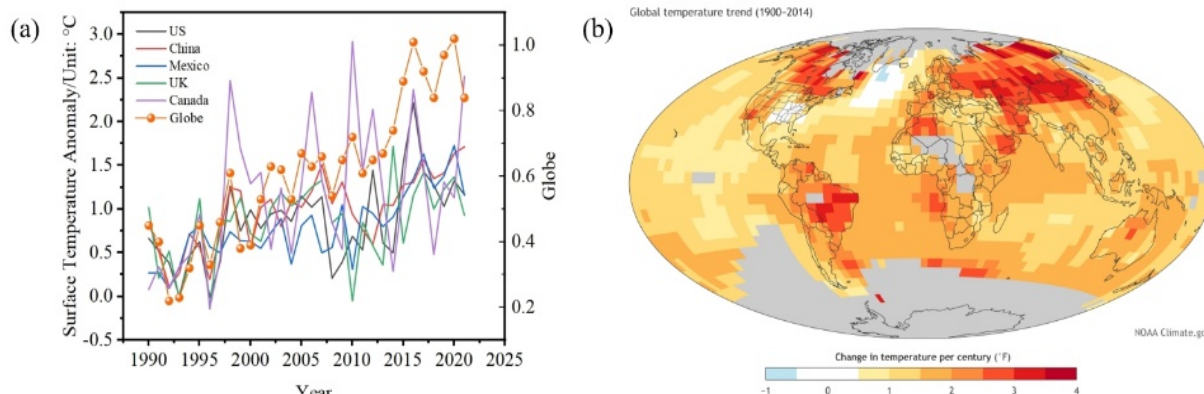 (a)
Surface Temperature Anomaly/Unit: °C
3.0
2.5
2.0
1.5
1.0
0.5
0.0
-0.5
US
China
Mexico
UK
Canada
Globe
1.0
0.8
0.6
0.4
0.2
Globe
1990 1995 2000 2005 2010 2015 2020 2025
Year
(b)
Global temperature trend (1900-2014)
NOAA Climate.go
Change in temperature per century (°F)
-1 0 1 2 3 4